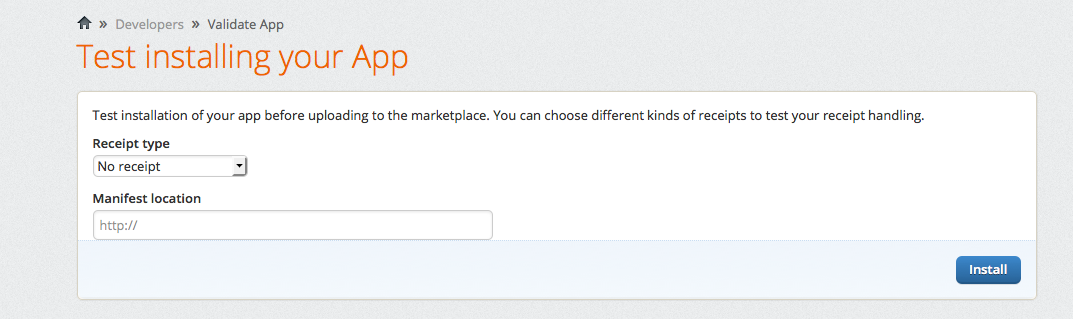 » Developers » Validate App
Test installing your App
Test installation of your app before uploading to the marketplace. You can choose different kinds of receipts to test your receipt handling.
Receipt type
No receipt
Manifest location
http://
Install